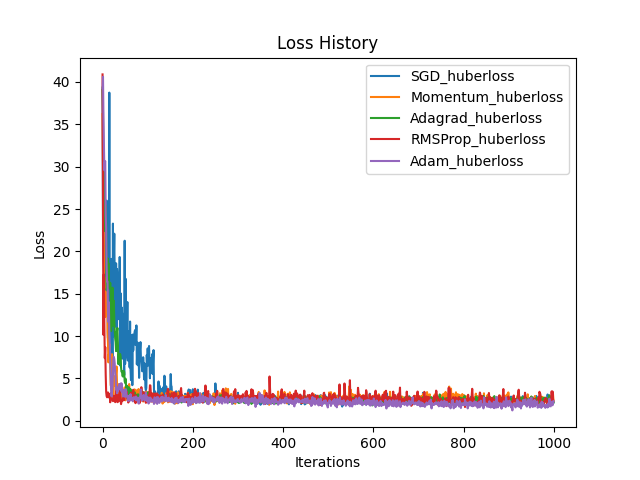 Loss History
SGD_huberloss
Momentum_huberloss
Adagrad_huberloss
RMSProp_huberloss
Adam_huberloss
Loss
40
35
30
25
20
15
10
5
0
0 200 400 600 800 1000
Iterations